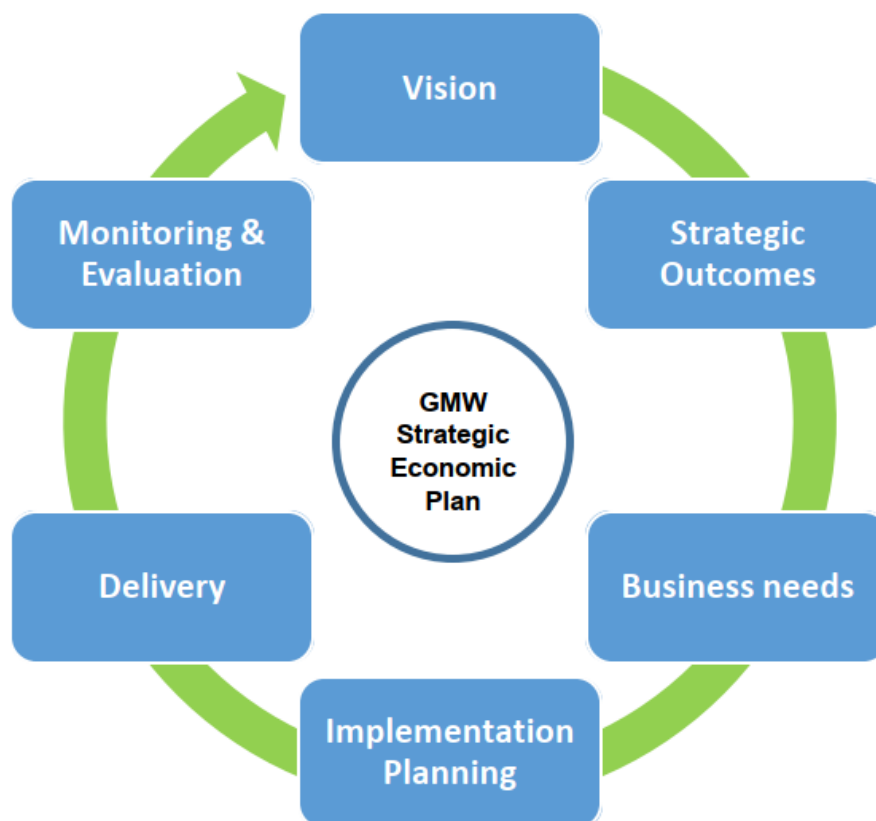 Vision
Strategic
Outcomes
Business needs
Implementation
Planning
Delivery
Monitoring &
Evaluation
GMW
Strategic
Economic
Plan